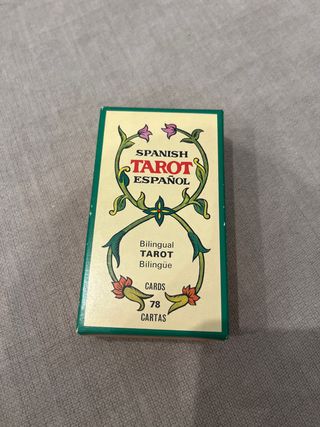 SPANISH
TAROT
ESPAÑOL
Bilingual
TAROT
Bilingüe
CARDS
78
CARTAS